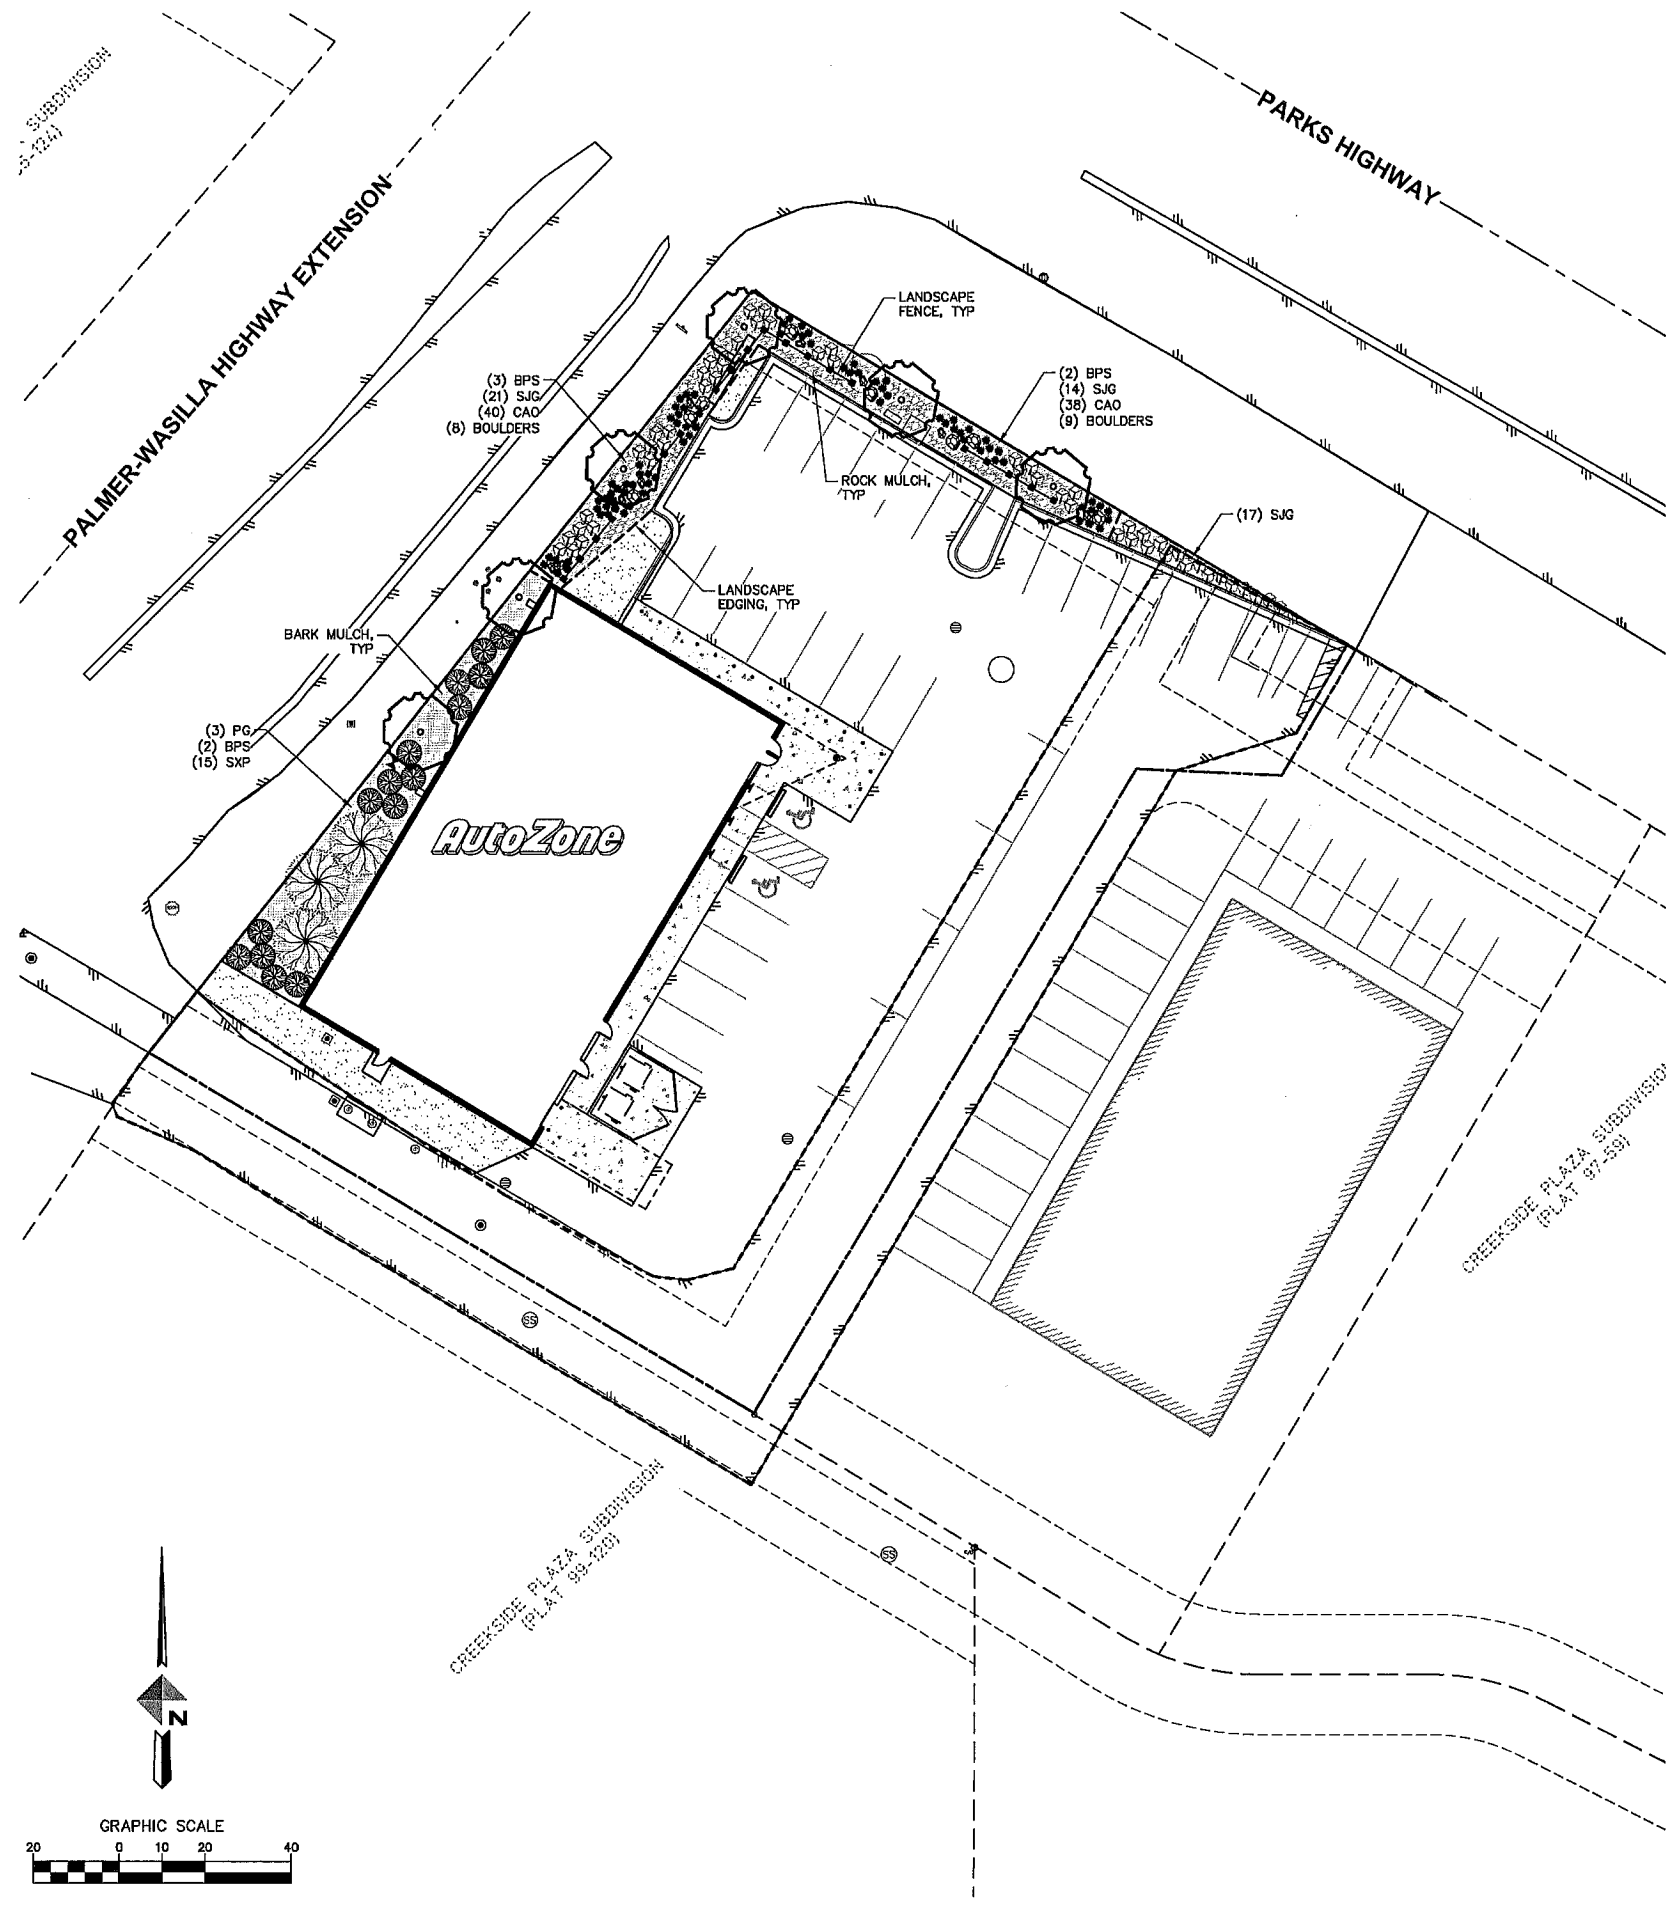 SUBDIVISION
PALMER-WASILLA HIGHWAY EXTENSION
PARKS HIGHWAY
LANDSCAPE
FENCE, TYP
(3) BPS
(21) SJG
(40) CAO
(8) BOULDERS
(2) BPS
(14) SJG
(38) CAO
(9) BOULDERS
ROCK MULCH,
TYP
(17) SJG
LANDSCAPE
EDGING, TYP
BARK MULCH,
TYP
(3) PG
(2) BPS
(15) SXP
AutoZone
CREEKSIDE PLAZA SUBDIVISION
(PLAT 97-59)
SS
CREEKSIDE PLAZA SUBDIVISION
(PLAT 99-120)
SS
N
GRAPHIC SCALE
20 0 10 20 40